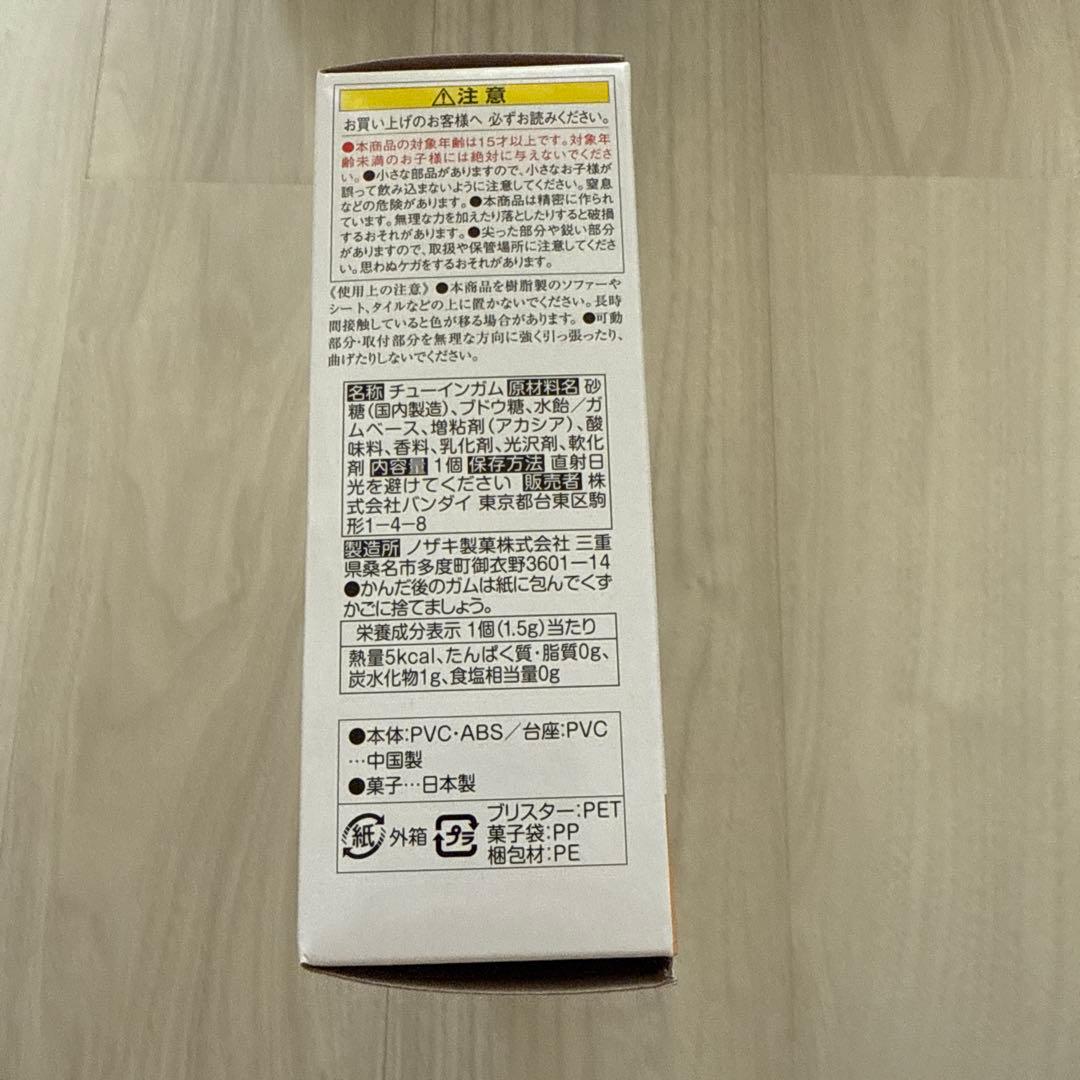 ⚠注意
お買い上げのお客様へ 必ずお読みください。
●本商品の対象年齢は15才以上です。対象年
齢未満のお子様には絶対に与えないでくださ
い。●小さな部品がありますので、小さなお子様が
誤って飲み込まないように注意してください。窒息
などの危険があります。●本商品は精密に作られ
ています。無理な力を加えたり落としたりすると破損
するおそれがあります。●尖った部分や鋭い部分
がありますので、取扱や保管場所に注意してくださ
い。思わぬケガをするおそれがあります。
《使用上の注意》●本商品を樹脂製のソファーや
シート、タイルなどの上に置かないでください。長時
間接触していると色が移る場合があります。●可動
部分・取付部分を無理な方向に強く引っ張ったり、
曲げたりしないでください。
名称 チューインガム 原材料名 砂
糖(国内製造)、ブドウ糖、水飴／ガ
ムベース、増粘剤(アカシア)、酸
味料、香料、乳化剤、光沢剤、軟化
剤 内容量 1個 保存方法 直射日
光を避けてください 販売者 株
式会社バンダイ 東京都台東区駒
形1-4-8
製造所 ノザキ製菓株式会社 三重
県桑名市多度町御衣野3601-14
●かんだ後のガムは紙に包んでくず
かごに捨てましょう。
栄養成分表示 1個(1.5g)当たり
熱量5kcal、たんぱく質・脂質0g、
炭水化物1g、食塩相当量0g
●本体:PVC・ABS／台座:PVC
…中国製
●菓子…日本製
紙 外箱 プラ ブリスター:PET
菓子袋:PP
梱包材:PE